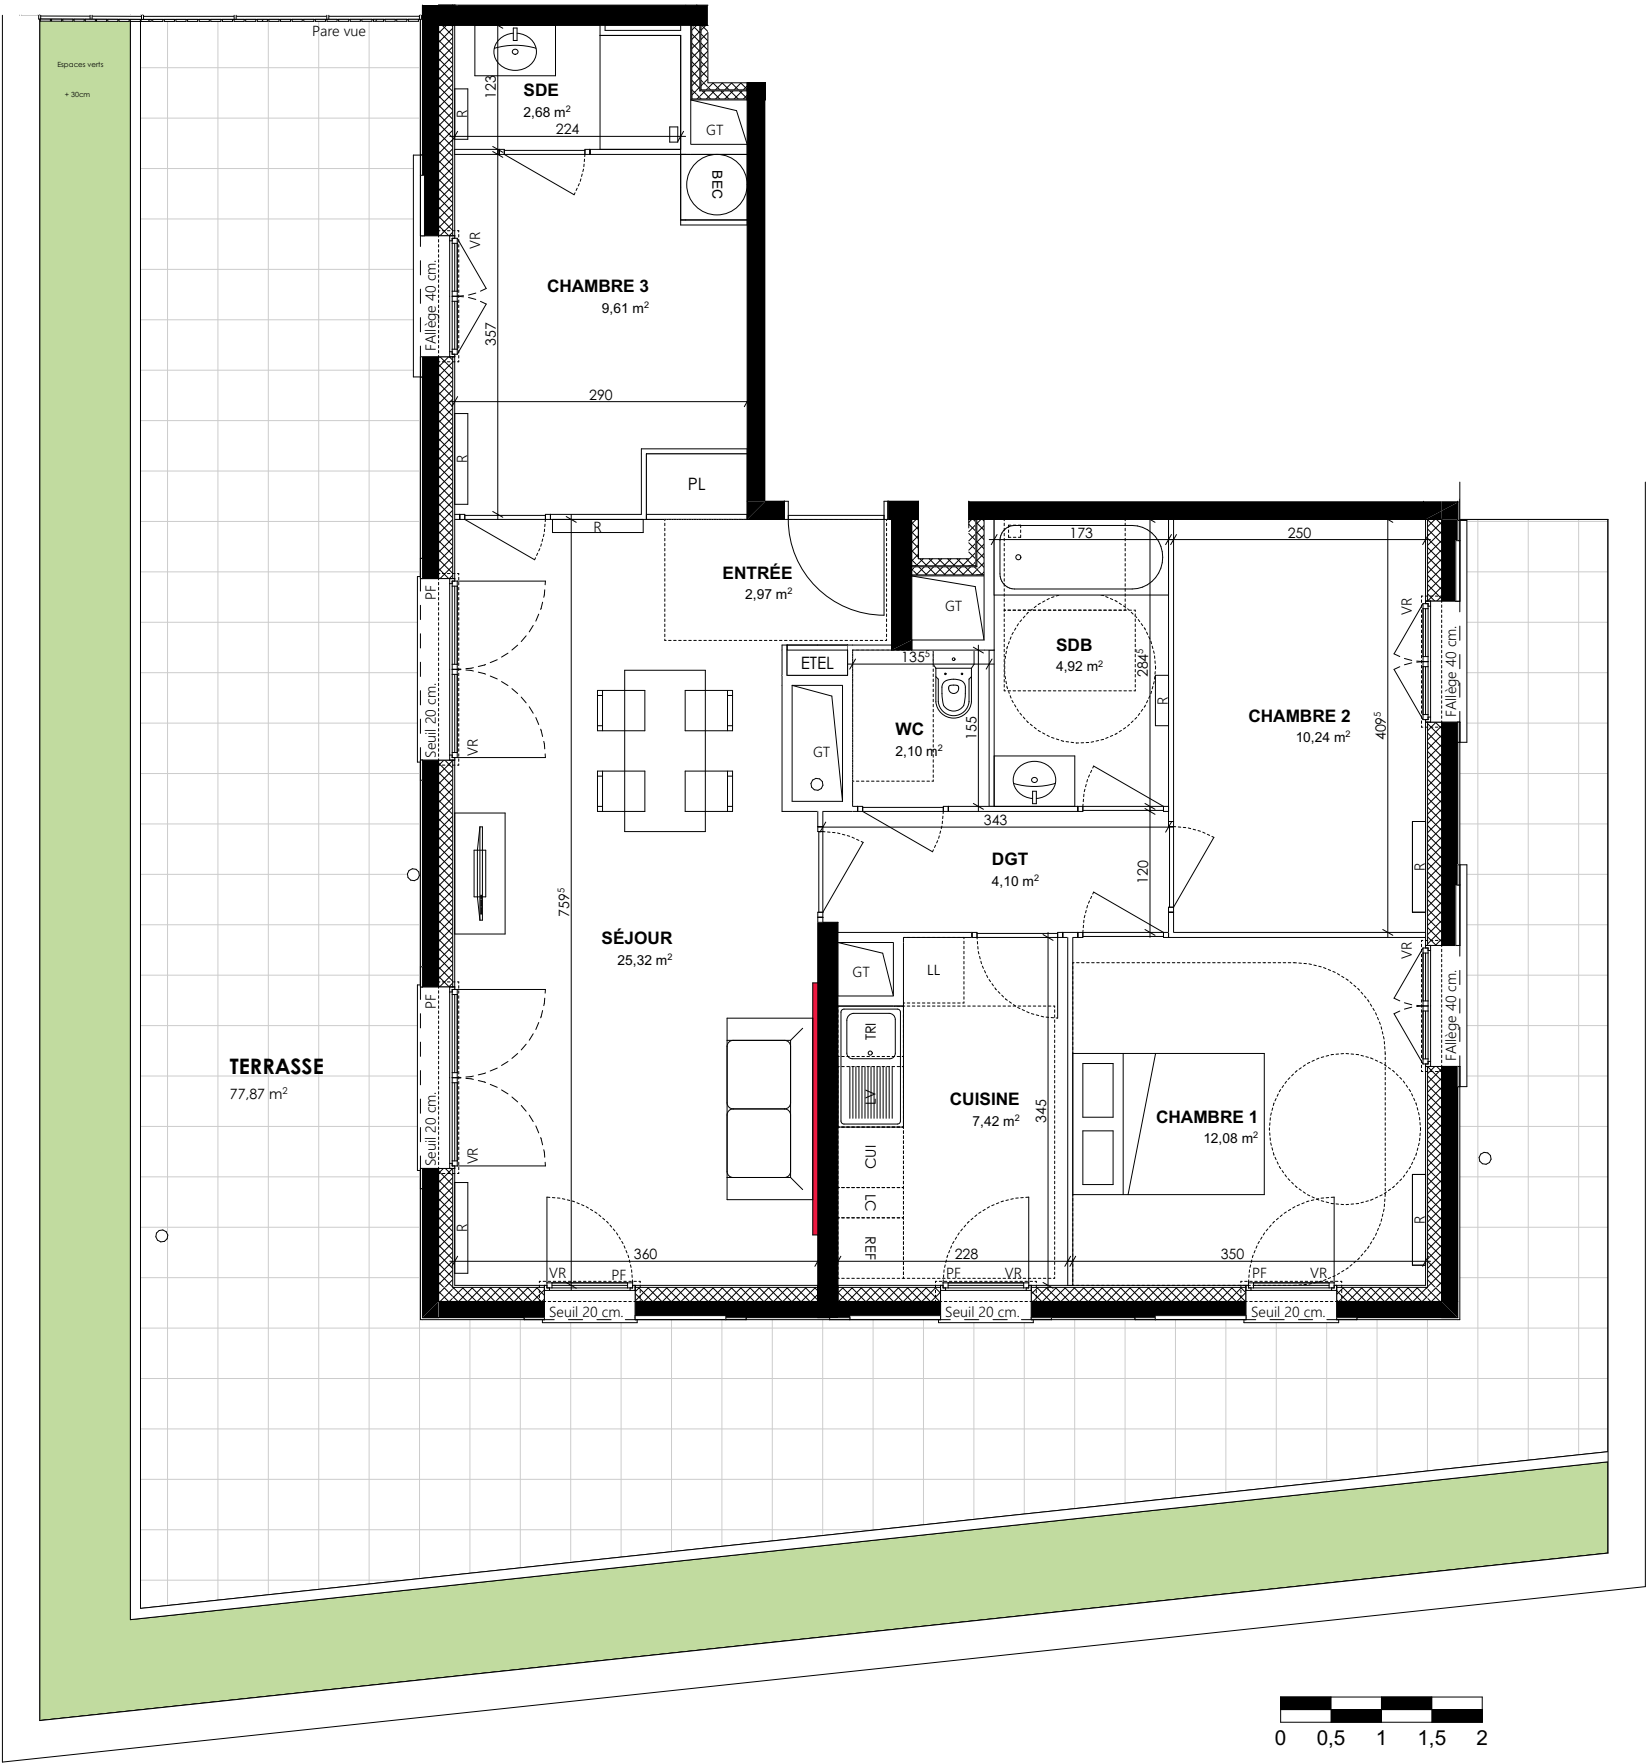 Pare vue
Espaces verts
+ 30cm
SDE
2,68 m²
123
R
224
GT
BEC
VR
FAllège 40 cm.
CHAMBRE 3
9,61 m²
357
290
R
PL
R
173
250
ENTRÉE
2,97 m²
PF
Seuil 20 cm.
VR
GT
ETEL
135⁵
SDB
4,92 m²
284⁵
R
VR
FAllège 40 cm.
CHAMBRE 2
10,24 m²
409⁵
WC
2,10 m²
155
GT
343
DGT
4,10 m²
120
R
759⁵
SÉJOUR
25,32 m²
GT
LL
VR
FAllège 40 cm.
PF
Seuil 20 cm.
VR
TERRASSE
77,87 m²
TRI
LV
CUISINE
7,42 m²
345
CHAMBRE 1
12,08 m²
CUI
LC
REF
R
R
360
228
350
VR
PF
PF
VR
PF
VR
Seuil 20 cm.
Seuil 20 cm.
Seuil 20 cm.
0 0,5 1 1,5 2